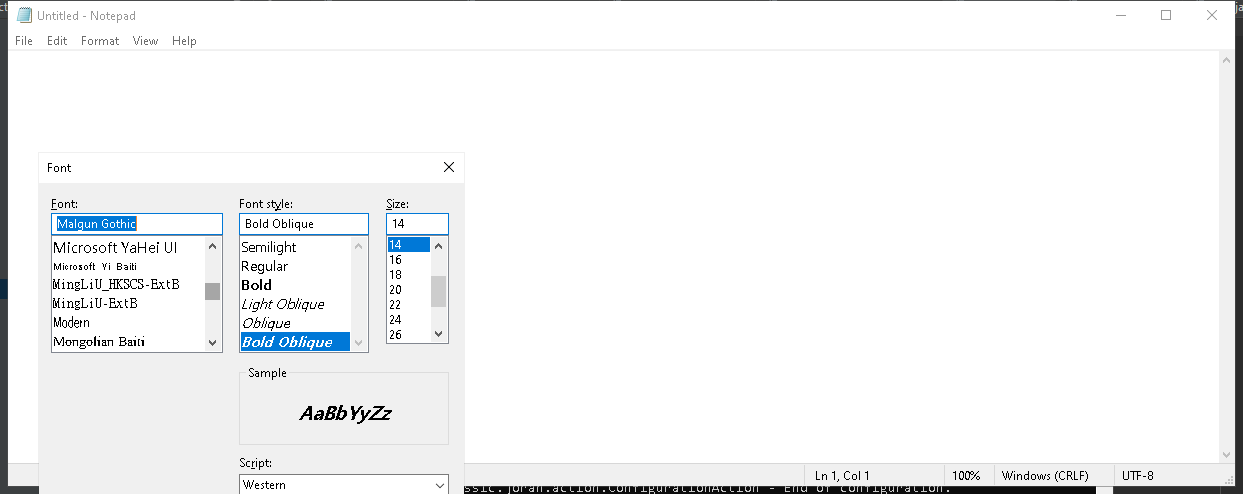 Untitled - Notepad
File Edit Format View Help
Font
Font: Font style: Size:
Malgun Gothic Bold Oblique 14
Microsoft YaHei UI
Microsoft Yi Baiti
MingLiU_HKSCS-ExtB
MingLiU-ExtB
Modern
Mongolian Baiti
Semilight
Regular
Bold
Light Oblique
Oblique
Bold Oblique
14
16
18
20
22
24
26
Sample
AaBbYyZz
Script:
Western
Ln 1, Col 1 100% Windows (CRLF) UTF-8
ssic.joran.action.ConfigurationAction - End of configuration.